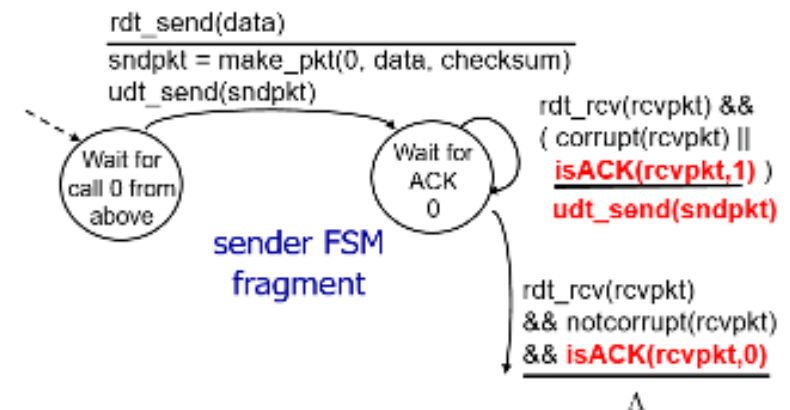 rdt_send(data)
sndpkt = make_pkt(0, data, checksum)
udt_send(sndpkt)
Wait for
call 0 from
above
Wait for
ACK
0
rdt_rcv(rcvpkt) &&
( corrupt(rcvpkt) ||
isACK(rcvpkt,1) )
udt_send(sndpkt)
sender FSM
fragment
rdt_rcv(rcvpkt)
&& notcorrupt(rcvpkt)
&& isACK(rcvpkt,0)
Λ